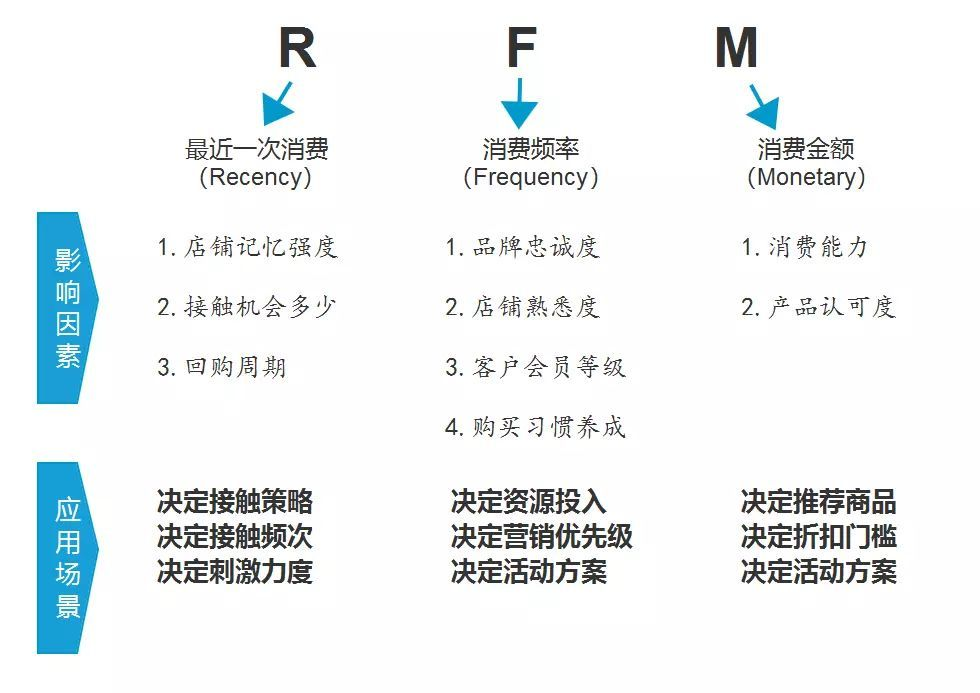 R F M
最近一次消费 消费频率 消费金额
（Recency） （Frequency） （Monetary）
影响因素
1. 店铺记忆强度 1. 品牌忠诚度 1. 消费能力
2. 接触机会多少 2. 店铺熟悉度 2. 产品认可度
3. 回购周期 3. 客户会员等级
4. 购买习惯养成
应用场景
决定接触策略 决定资源投入 决定推荐商品
决定接触频次 决定营销优先级 决定折扣门槛
决定刺激力度 决定活动方案 决定活动方案